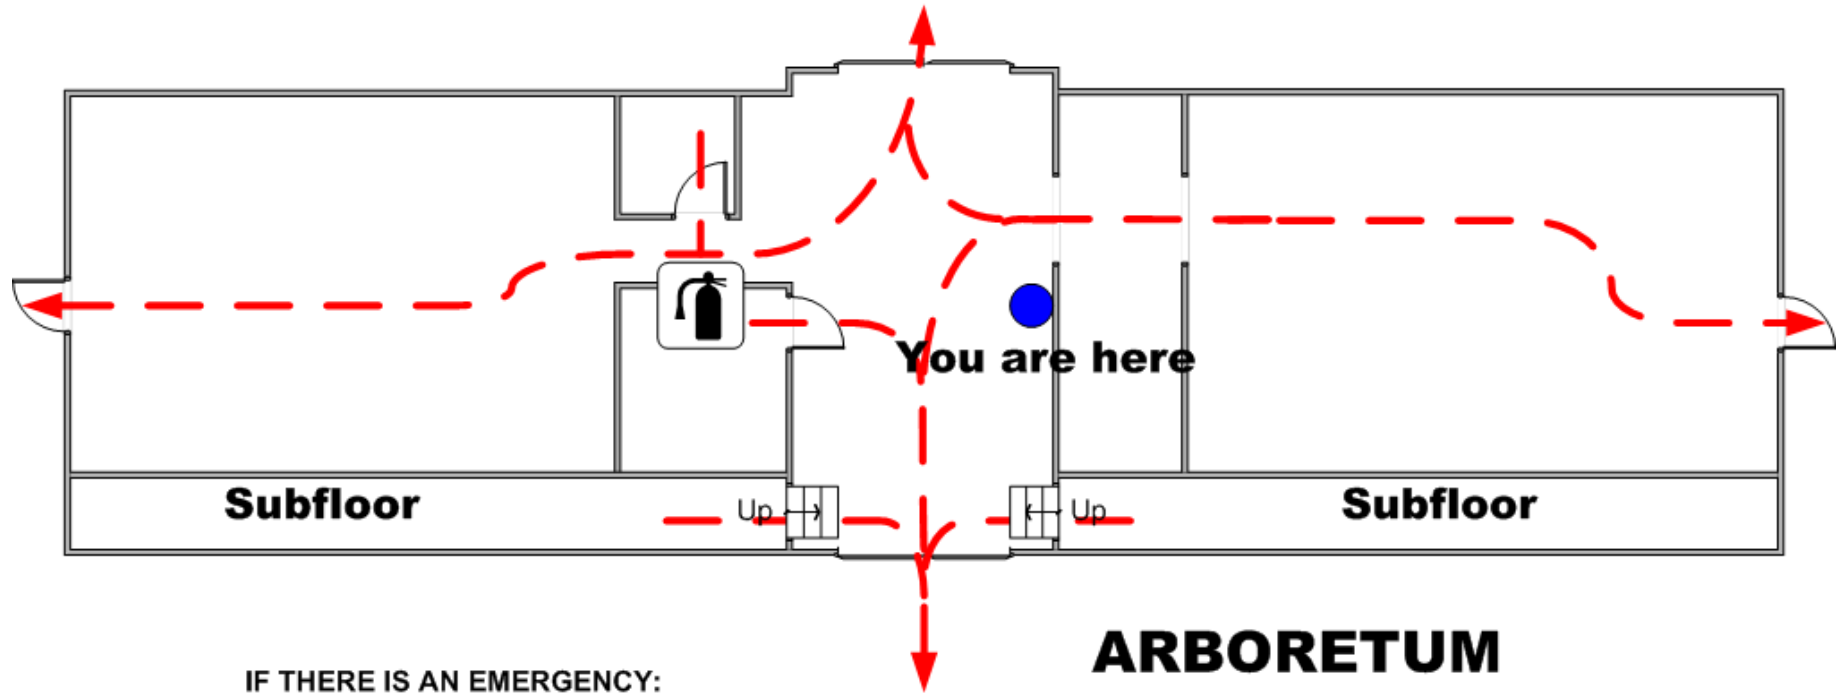 You are here
Subfloor
Up
Up
Subfloor
ARBORETUM
IF THERE IS AN EMERGENCY: